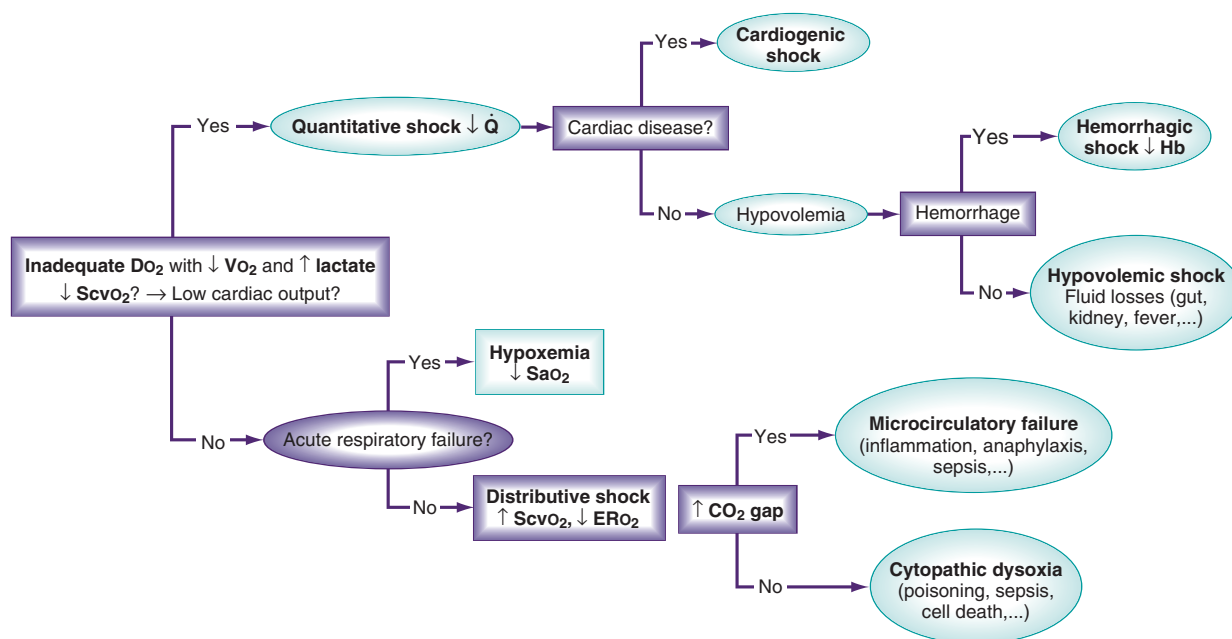 Yes
Cardiogenic
shock
Yes
Quantitative shock ↓ Q̇
Cardiac disease?
Yes
Hemorrhagic
shock ↓ Hb
No
Hypovolemia
Hemorrhage
Inadequate DO₂ with ↓ VO₂ and ↑ lactate
↓ ScvO₂? → Low cardiac output?
No
Hypovolemic shock
Fluid losses (gut,
kidney, fever,...)
Yes
Hypoxemia
↓ SaO₂
No
Acute respiratory failure?
Yes
Microcirculatory failure
(inflammation, anaphylaxis,
sepsis,...)
No
Distributive shock
↑ ScvO₂, ↓ ERO₂
↑ CO₂ gap
No
Cytopathic dysoxia
(poisoning, sepsis,
cell death,...)